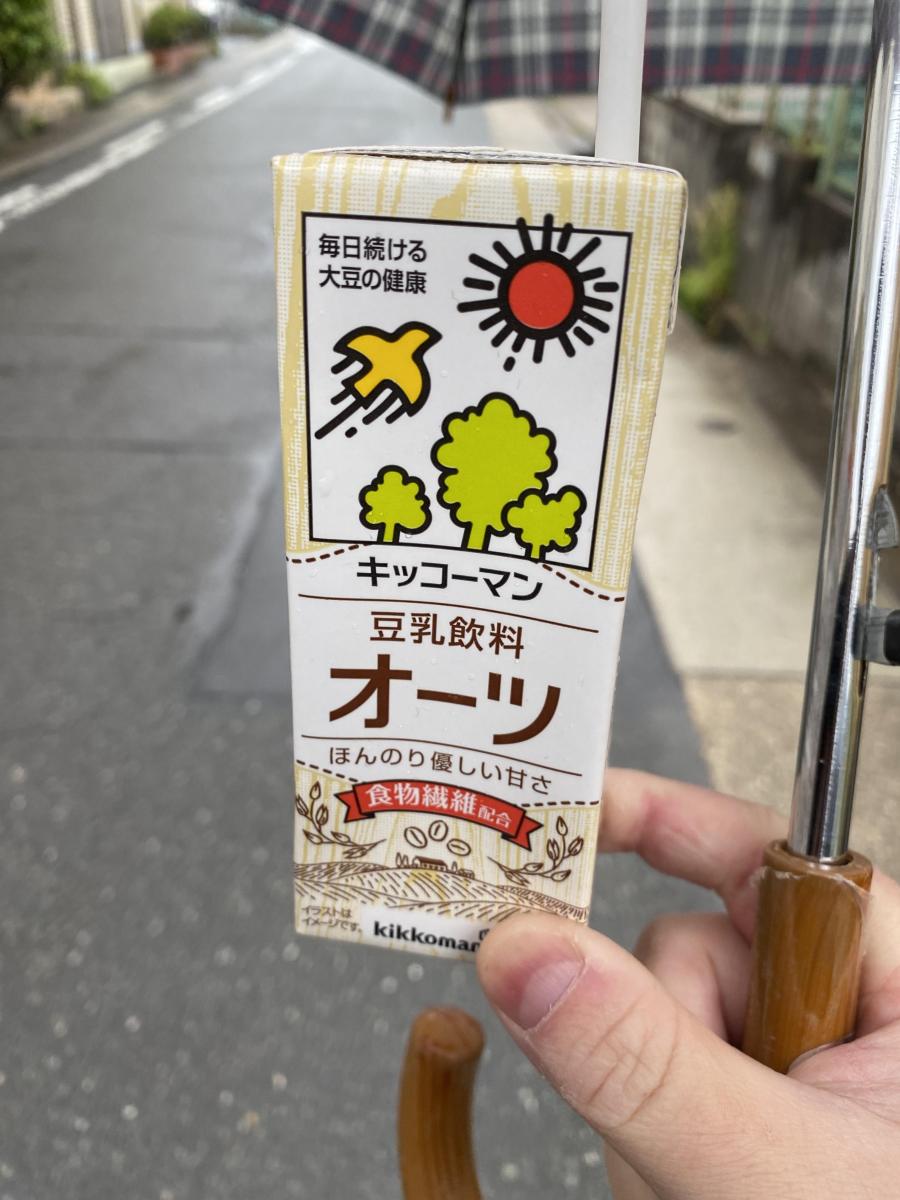 毎日続ける
大豆の健康
キッコーマン
豆乳飲料
オーツ
ほんのり優しい甘さ
食物繊維配合
イラストは
イメージです。
kikkoman